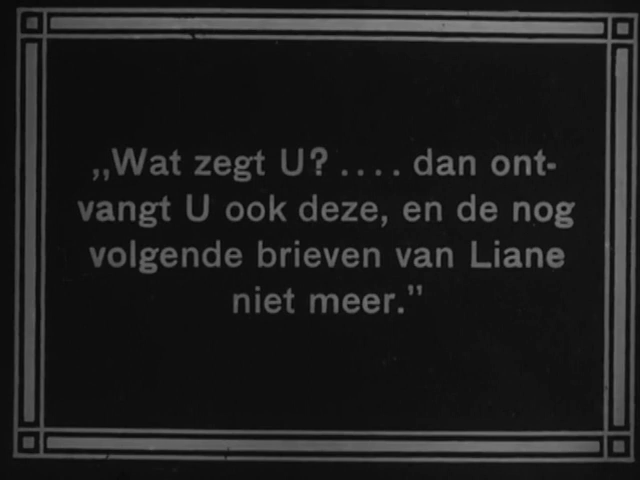 „Wat zegt U? .... dan ont-
vangt U ook deze, en de nog
volgende brieven van Liane
niet meer.”